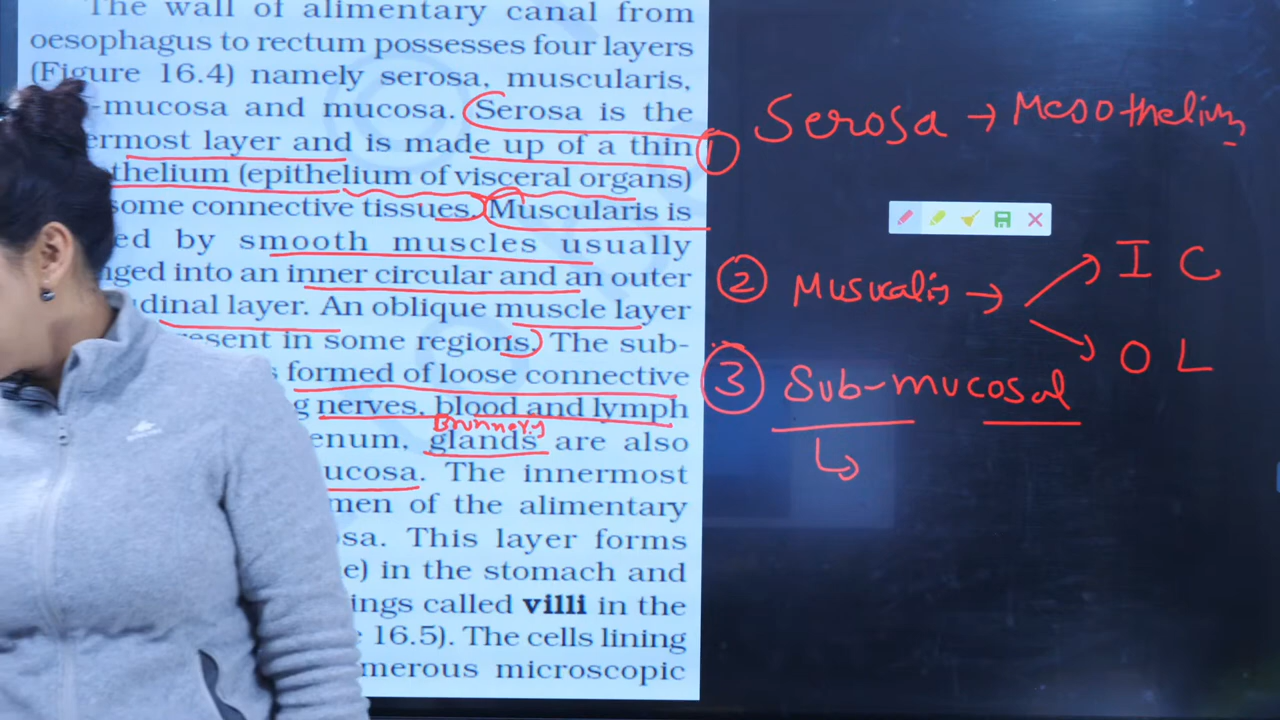 The wall of alimentary canal from
oesophagus to rectum possesses four layers
(Figure 16.4) namely serosa, muscularis,
-mucosa and mucosa. Serosa is the
ermost layer and is made up of a thin
thelium (epithelium of visceral organs)
some connective tissues. Muscularis is
ed by smooth muscles usually
nged into an inner circular and an outer
dinal layer. An oblique muscle layer
resent in some regions. The sub-
s formed of loose connective
g nerves, blood and lymph
Brunner's
enum, glands are also
ucosa. The innermost
men of the alimentary
osa. This layer forms
e) in the stomach and
ings called villi in the
e 16.5). The cells lining
merous microscopic
1 Serosa → Mesothelium
2 Musualis → I C
O L
3 Sub-mucosal